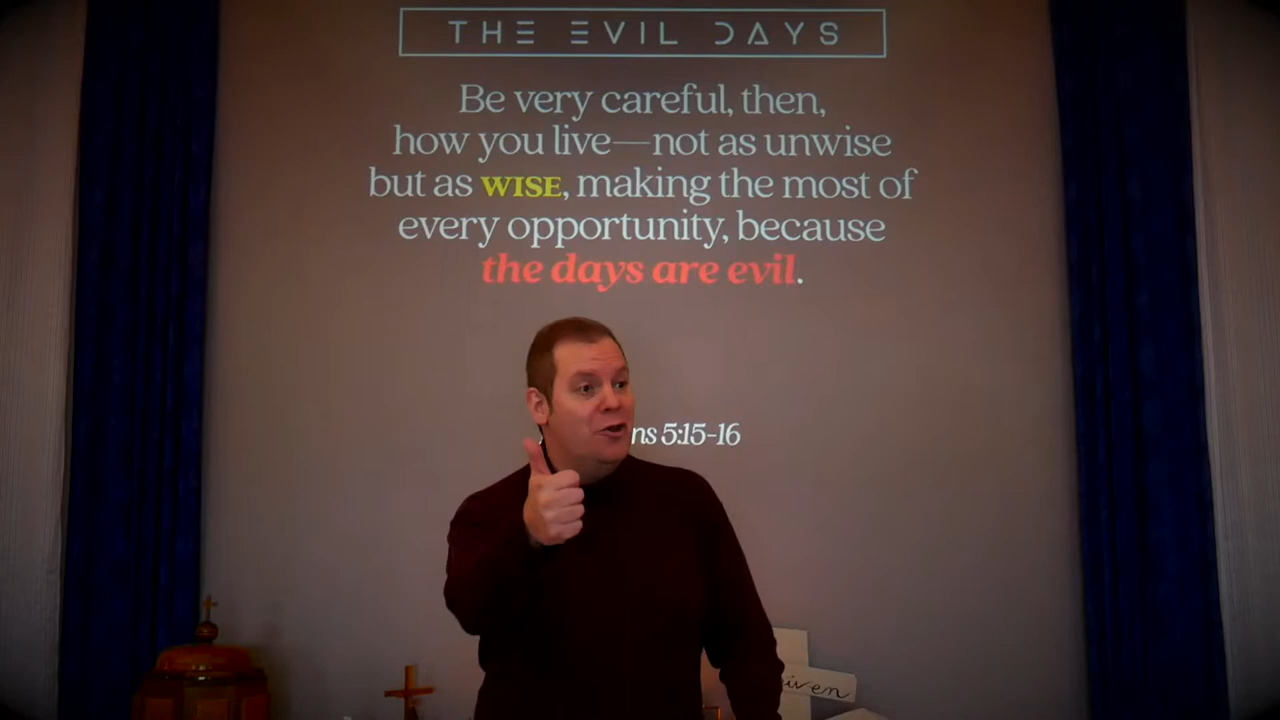 THE EVIL DAYS
Be very careful, then,
how you live—not as unwise
but as WISE, making the most of
every opportunity, because
the days are evil.
ns 5:15-16
iven